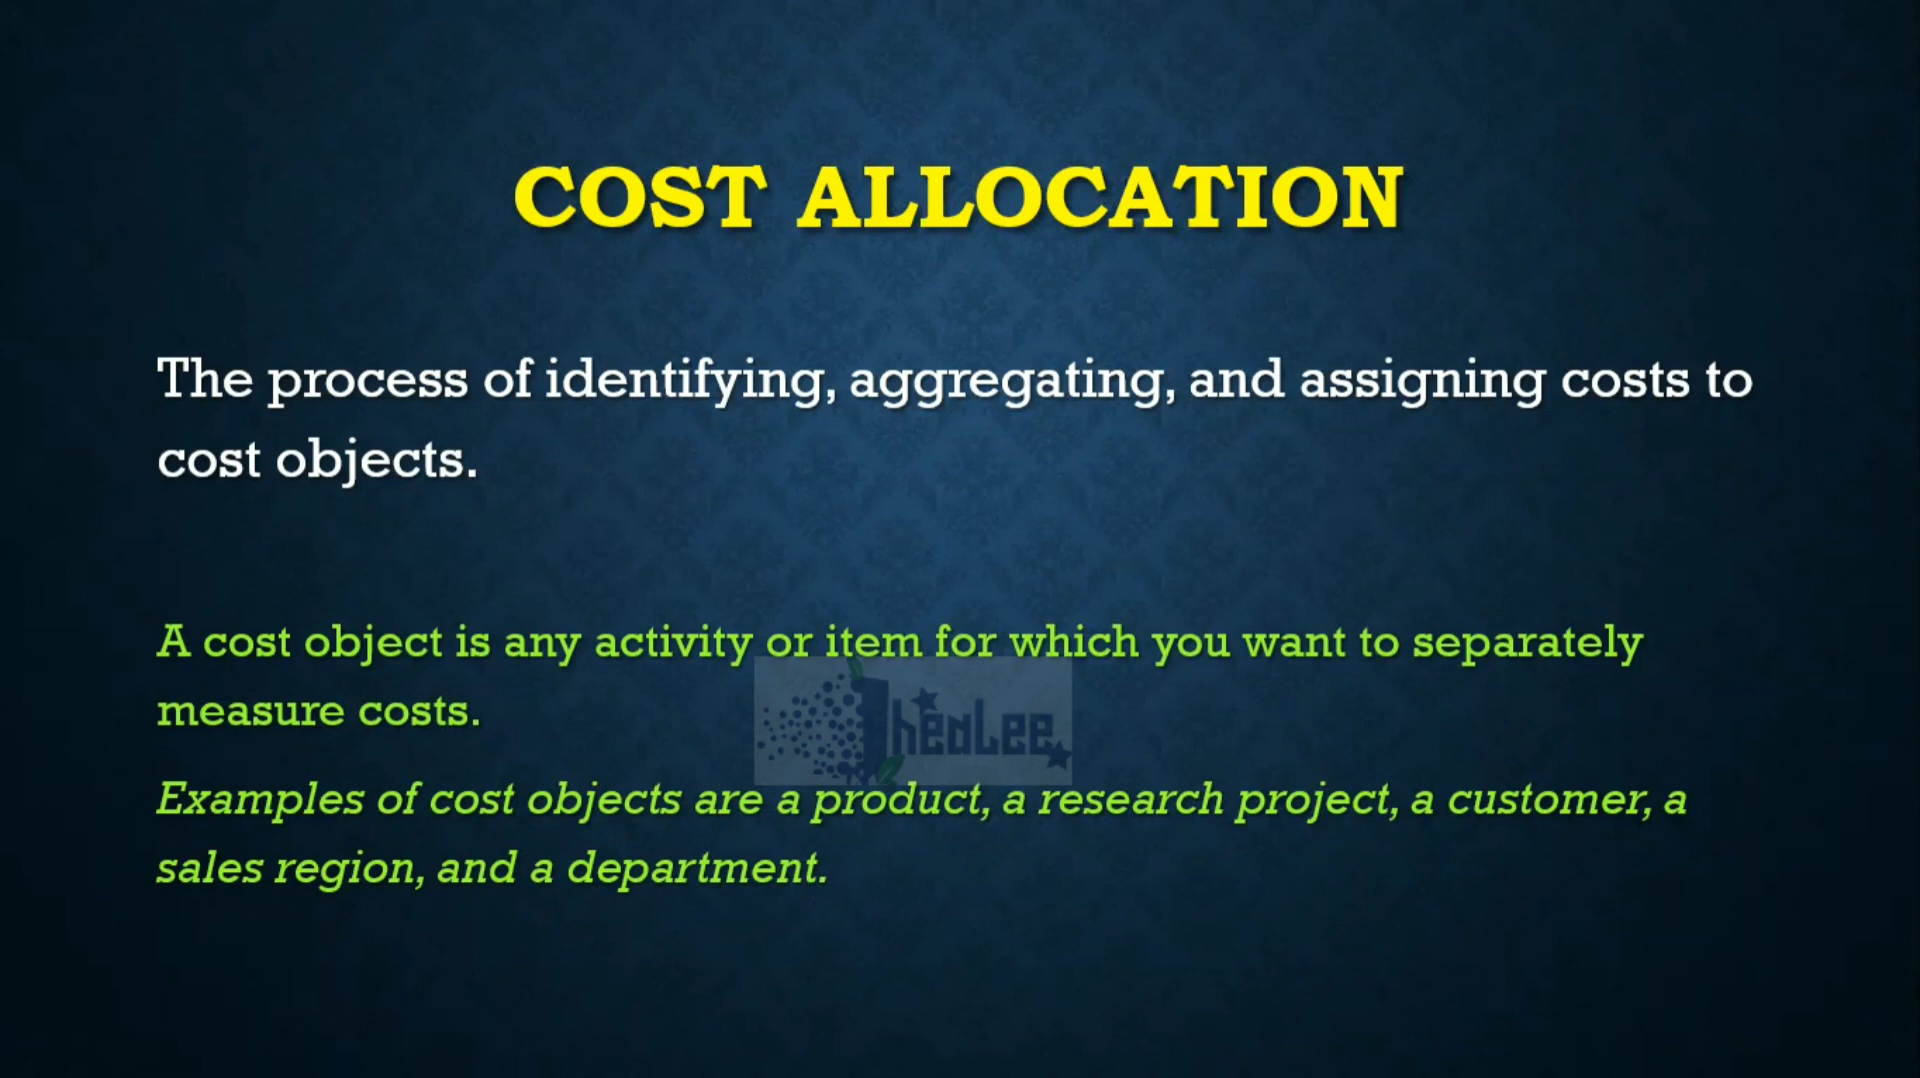 COST ALLOCATION
The process of identifying, aggregating, and assigning costs to
cost objects.
A cost object is any activity or item for which you want to separately
measure costs.
TheaLee
Examples of cost objects are a product, a research project, a customer, a
sales region, and a department.